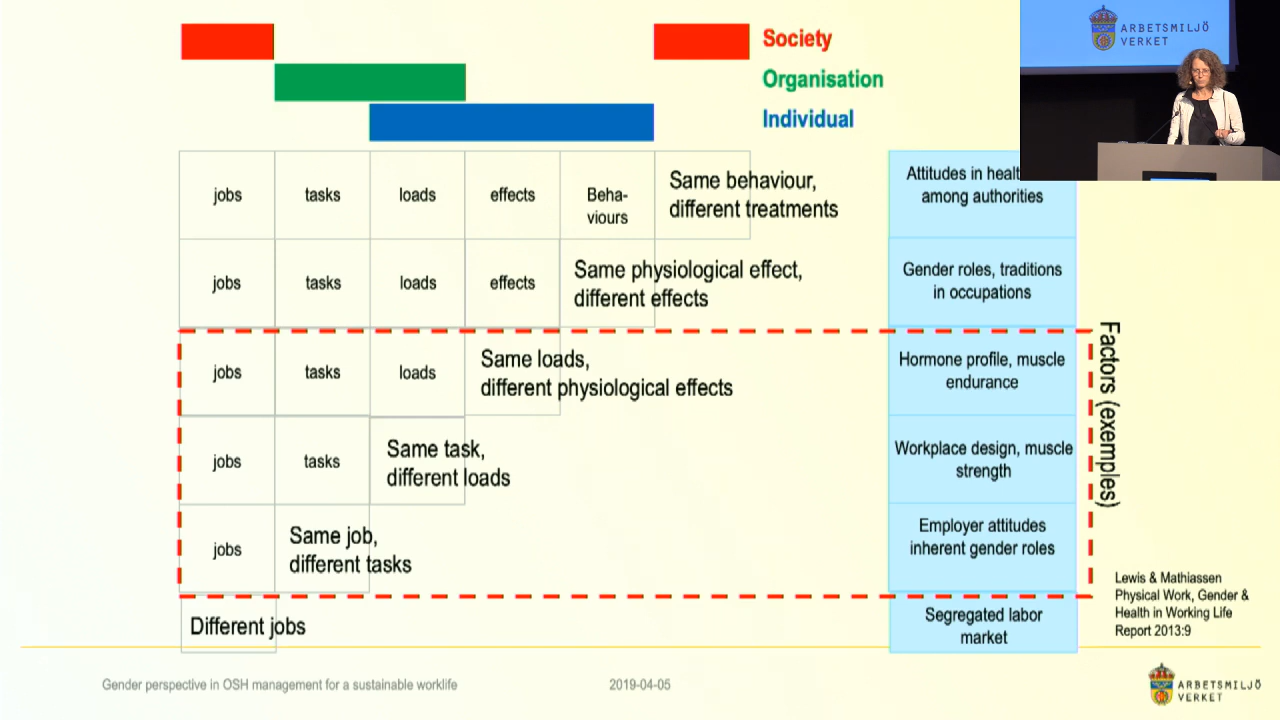 Society
Organisation
Individual
ARBETSMILJÖ
VERKET
jobs
tasks
loads
effects
Beha-
viours
Same behaviour,
different treatments
Attitudes in
among authorities
jobs
tasks
loads
effects
Same physiological effect,
different effects
Gender roles, traditions
in occupations
jobs
tasks
loads
Same loads,
different physiological effects
Hormone profile, muscle
endurance
jobs
tasks
Same task,
different loads
Workplace design, muscle
strength
jobs
Same job,
different tasks
Employer attitudes
inherent gender roles
Different jobs
Segregated labor
market
Factors (exemples)
Lewis & Mathiassen
Physical Work, Gender &
Health in Working Life
Report 2013:9
Gender perspective in OSH management for a sustainable worklife
2019-04-05
ARBETSMILJÖ
VERKET